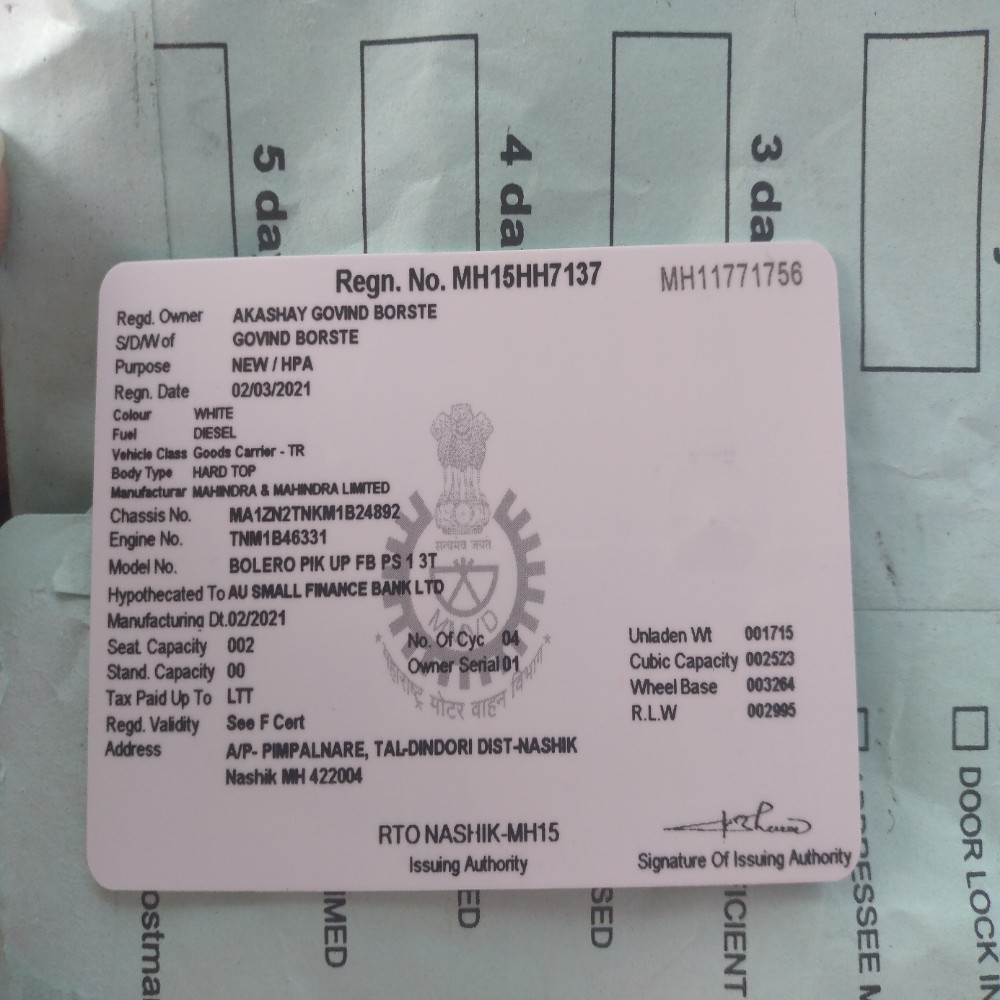 5 da
4 da
3 da
Regn. No. MH15HH7137
MH11771756
Regd. Owner AKASHAY GOVIND BORSTE
S/D/W of GOVIND BORSTE
Purpose NEW / HPA
Regn. Date 02/03/2021
Colour WHITE
Fuel DIESEL
Vehicle Class Goods Carrier - TR
Body Type HARD TOP
Manufacturar MAHINDRA & MAHINDRA LIMITED
Chassis No. MA1ZN2TNKM1B24892
Engine No. TNM1B46331
Model No. BOLERO PIK UP FB PS 1 3T
Hypothecated To AU SMALL FINANCE BANK LTD
Manufacturing Dt. 02/2021
Seat. Capacity 002 No. Of Cyc 04 Unladen Wt 001715
Stand. Capacity 00 Owner Serial 01 Cubic Capacity 002523
Tax Paid Up To LTT Wheel Base 003264
Regd. Validity See F Cert R.L.W 002995
Address A/P- PIMPALNARE, TAL-DINDORI DIST-NASHIK
Nashik MH 422004
सत्यमेव जयते
MVD
महाराष्ट्र मोटर वाहन विभाग
RTO NASHIK-MH15
Issuing Authority
Signature Of Issuing Authority
ostma
IMED
ED
SED
ICIENT
DOOR LOCK